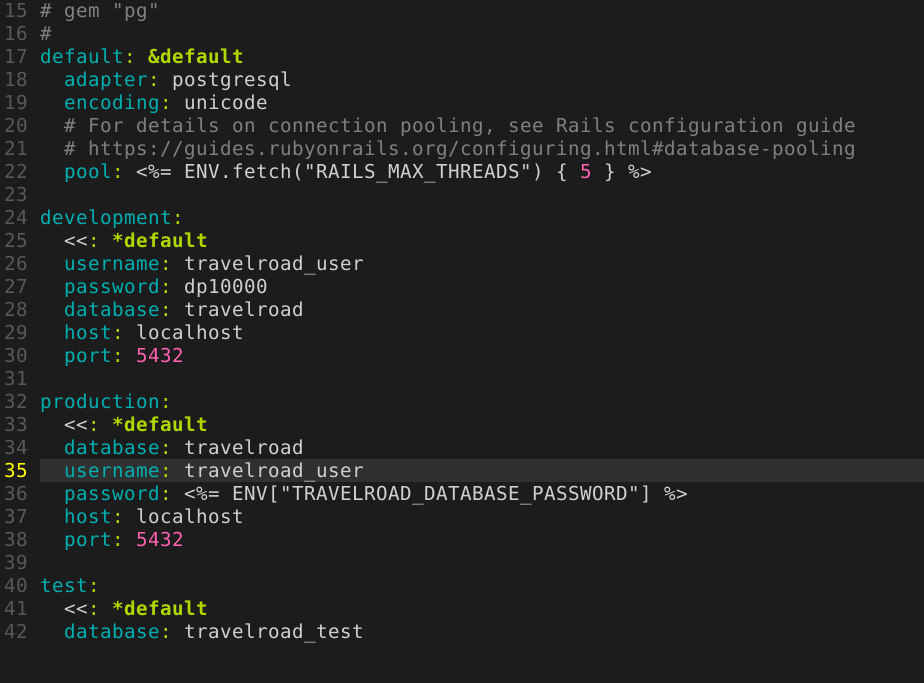 15 # gem "pg"
16 #
17 default: &default
18   adapter: postgresql
19   encoding: unicode
20   # For details on connection pooling, see Rails configuration guide
21   # https://guides.rubyonrails.org/configuring.html#database-pooling
22   pool: <%= ENV.fetch("RAILS_MAX_THREADS") { 5 } %>
23
24 development:
25   <<: *default
26   username: travelroad_user
27   password: dp10000
28   database: travelroad
29   host: localhost
30   port: 5432
31
32 production:
33   <<: *default
34   database: travelroad
35   username: travelroad_user
36   password: <%= ENV["TRAVELROAD_DATABASE_PASSWORD"] %>
37   host: localhost
38   port: 5432
39
40 test:
41   <<: *default
42   database: travelroad_test